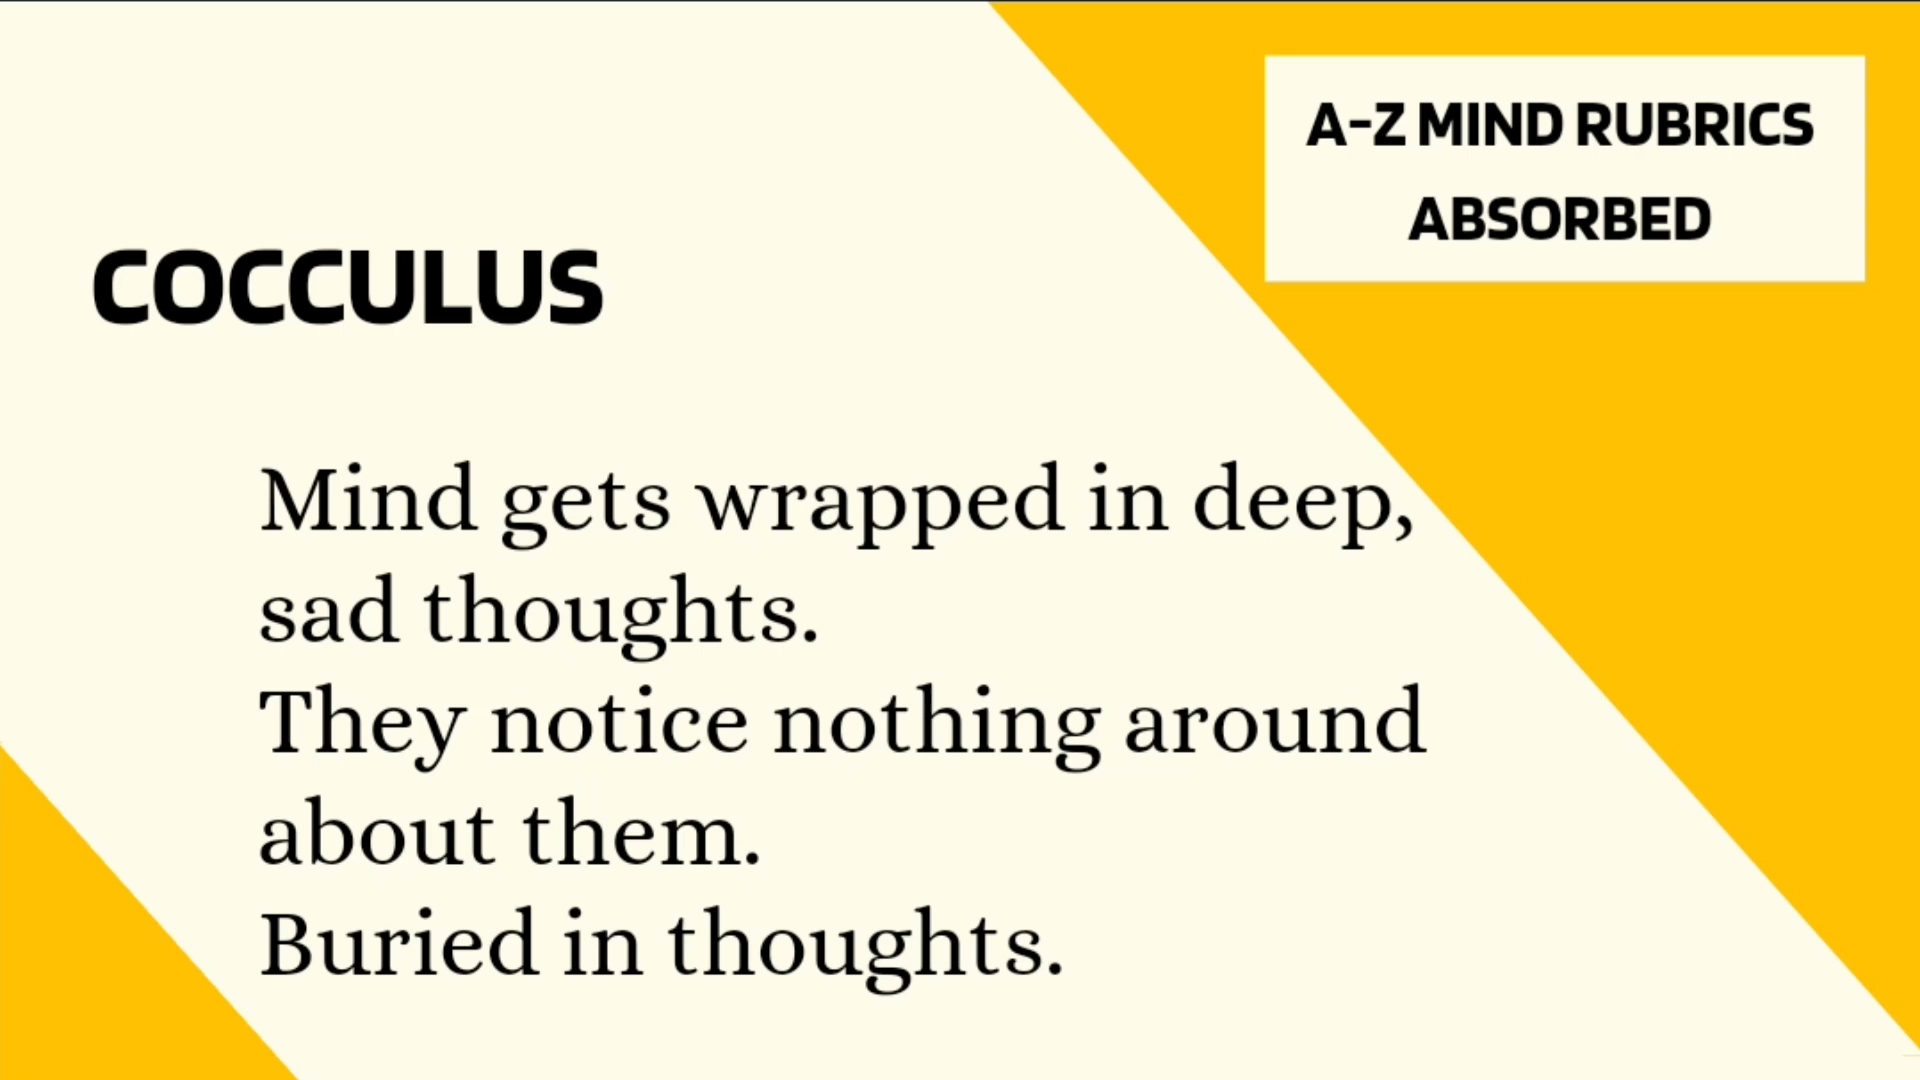 A-Z MIND RUBRICS
ABSORBED
COCCULUS
Mind gets wrapped in deep,
sad thoughts.
They notice nothing around
about them.
Buried in thoughts.